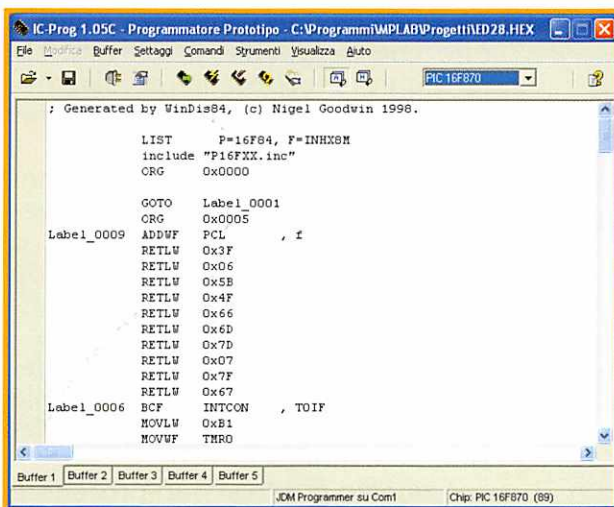 IC-Prog 1.05C - Programmatore Prototipo - C:\Programmi\MPLAB\Progetti\ED28.HEX
File Modifica Buffer Settaggi Comandi Strumenti Visualizza Aiuto
PIC 16F870
; Generated by WinDis84, (c) Nigel Goodwin 1998.
LIST P=16F84, F=INHX8M
include "P16FXX.inc"
ORG 0x0000
GOTO Label_0001
ORG 0x0005
Label_0009 ADDWF PCL , f
RETLW 0x3F
RETLW 0x06
RETLW 0x5B
RETLW 0x4F
RETLW 0x66
RETLW 0x6D
RETLW 0x7D
RETLW 0x07
RETLW 0x7F
RETLW 0x67
Label_0006 BCF INTCON , TOIF
MOVLW 0xB1
MOVWF TMR0
Buffer 1 Buffer 2 Buffer 3 Buffer 4 Buffer 5
JDM Programmer su Com1 Chip: PIC 16F870 (89)